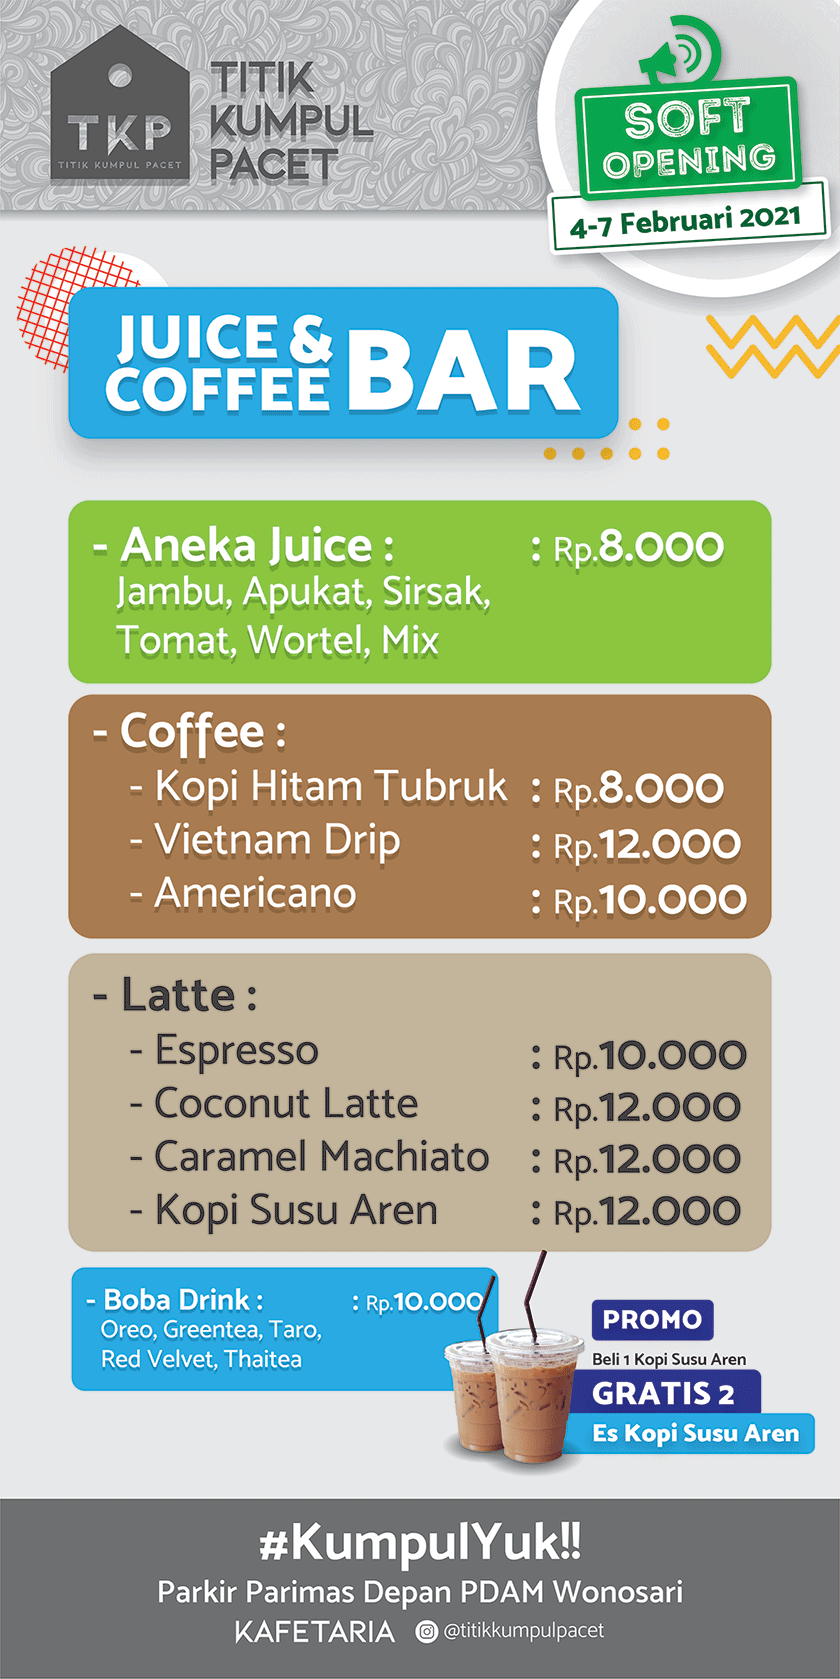 TKP
TITIK KUMPUL PACET
TITIK
KUMPUL
PACET
SOFT
OPENING
4-7 Februari 2021
JUICE &
COFFEE
BAR
- Aneka Juice : : Rp.8.000
Jambu, Apukat, Sirsak,
Tomat, Wortel, Mix
- Coffee :
- Kopi Hitam Tubruk : Rp.8.000
- Vietnam Drip : Rp.12.000
- Americano : Rp.10.000
- Latte :
- Espresso : Rp.10.000
- Coconut Latte : Rp.12.000
- Caramel Machiato : Rp.12.000
- Kopi Susu Aren : Rp.12.000
- Boba Drink : : Rp.10.000
Oreo, Greentea, Taro,
Red Velvet, Thaitea
PROMO
Beli 1 Kopi Susu Aren
GRATIS 2
Es Kopi Susu Aren
#KumpulYuk!!
Parkir Parimas Depan PDAM Wonosari
KAFETARIA @titikkumpulpacet